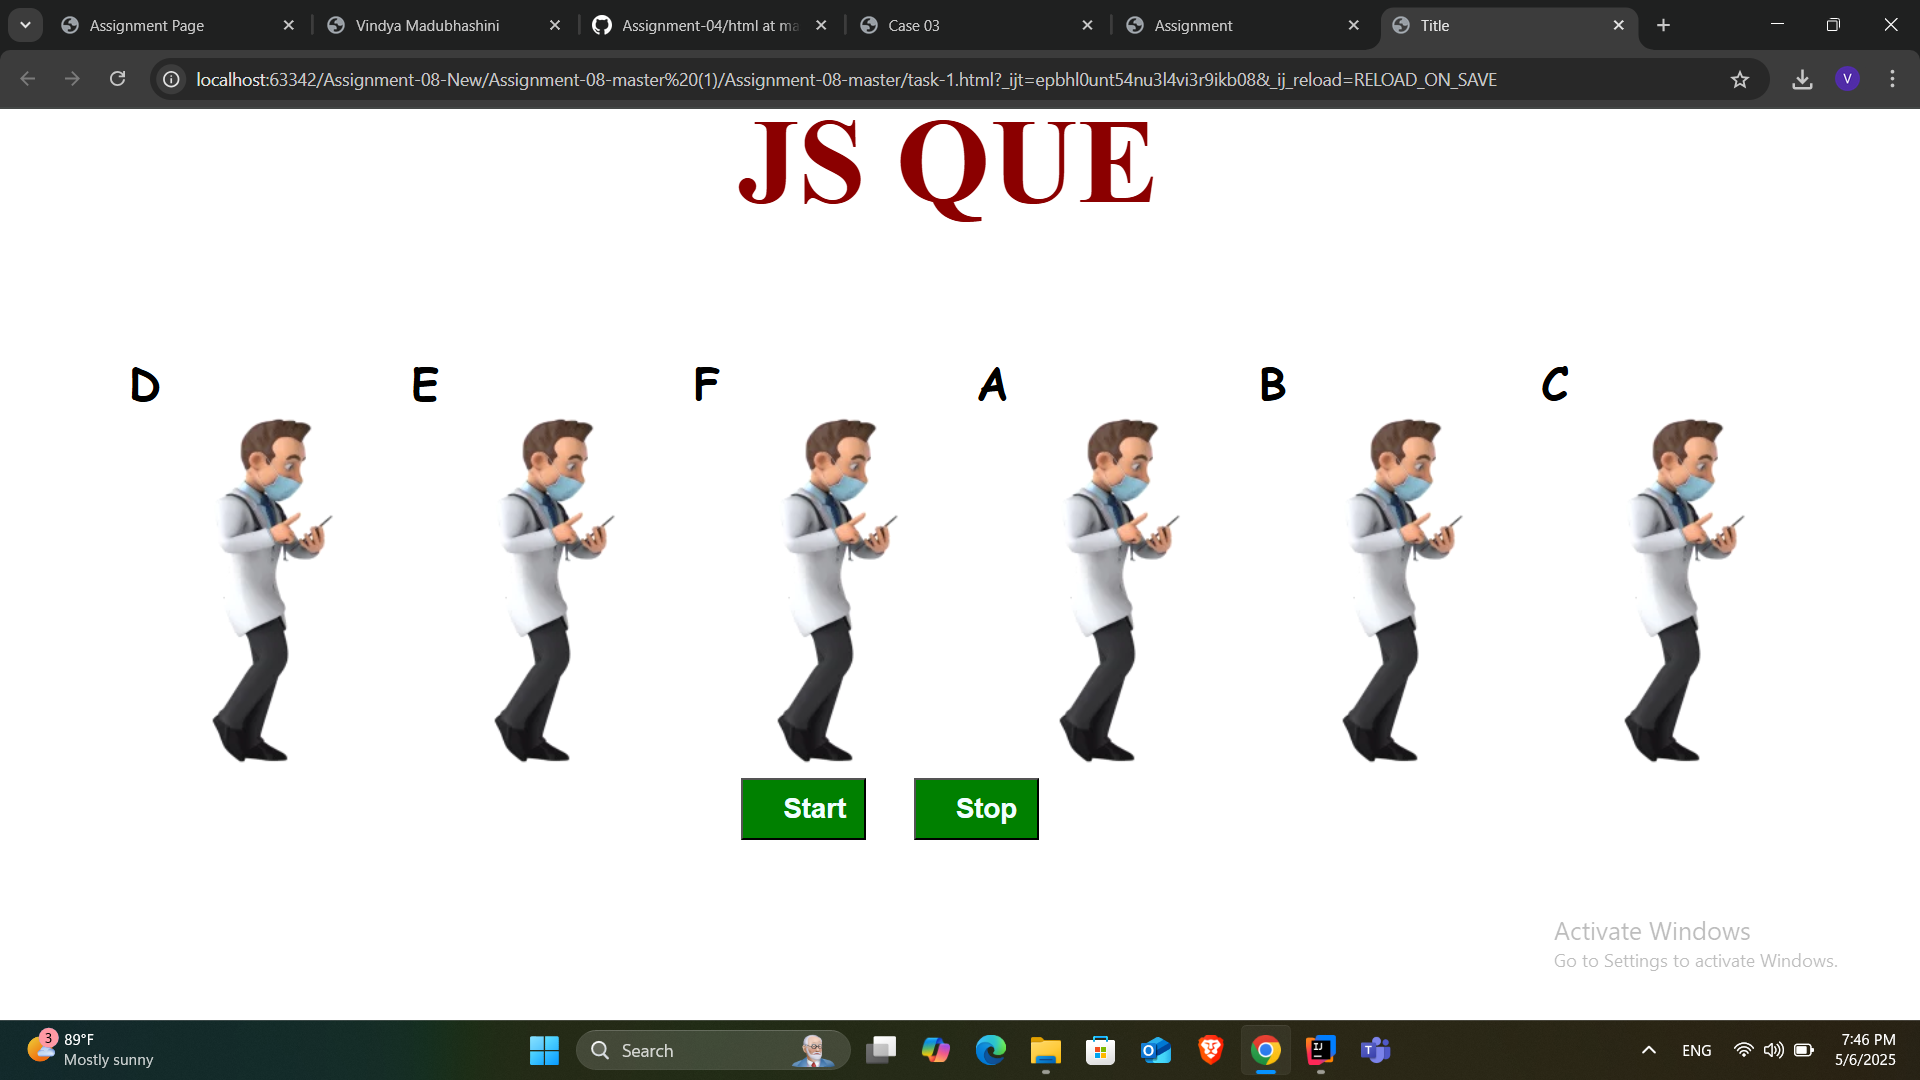 Assignment Page
Vindya Madubhashini
Assignment-04/html at ma
Case 03
Assignment
Title
localhost:63342/Assignment-08-New/Assignment-08-master%20(1)/Assignment-08-master/task-1.html?_ijt=epbhl0unt54nu3l4vi3r9ikb08&_ij_reload=RELOAD_ON_SAVE
V
JS QUE
D E F A B C
Start Stop
Activate Windows
Go to Settings to activate Windows.
3
89°F
Mostly sunny
Search
ENG
7:46 PM
5/6/2025